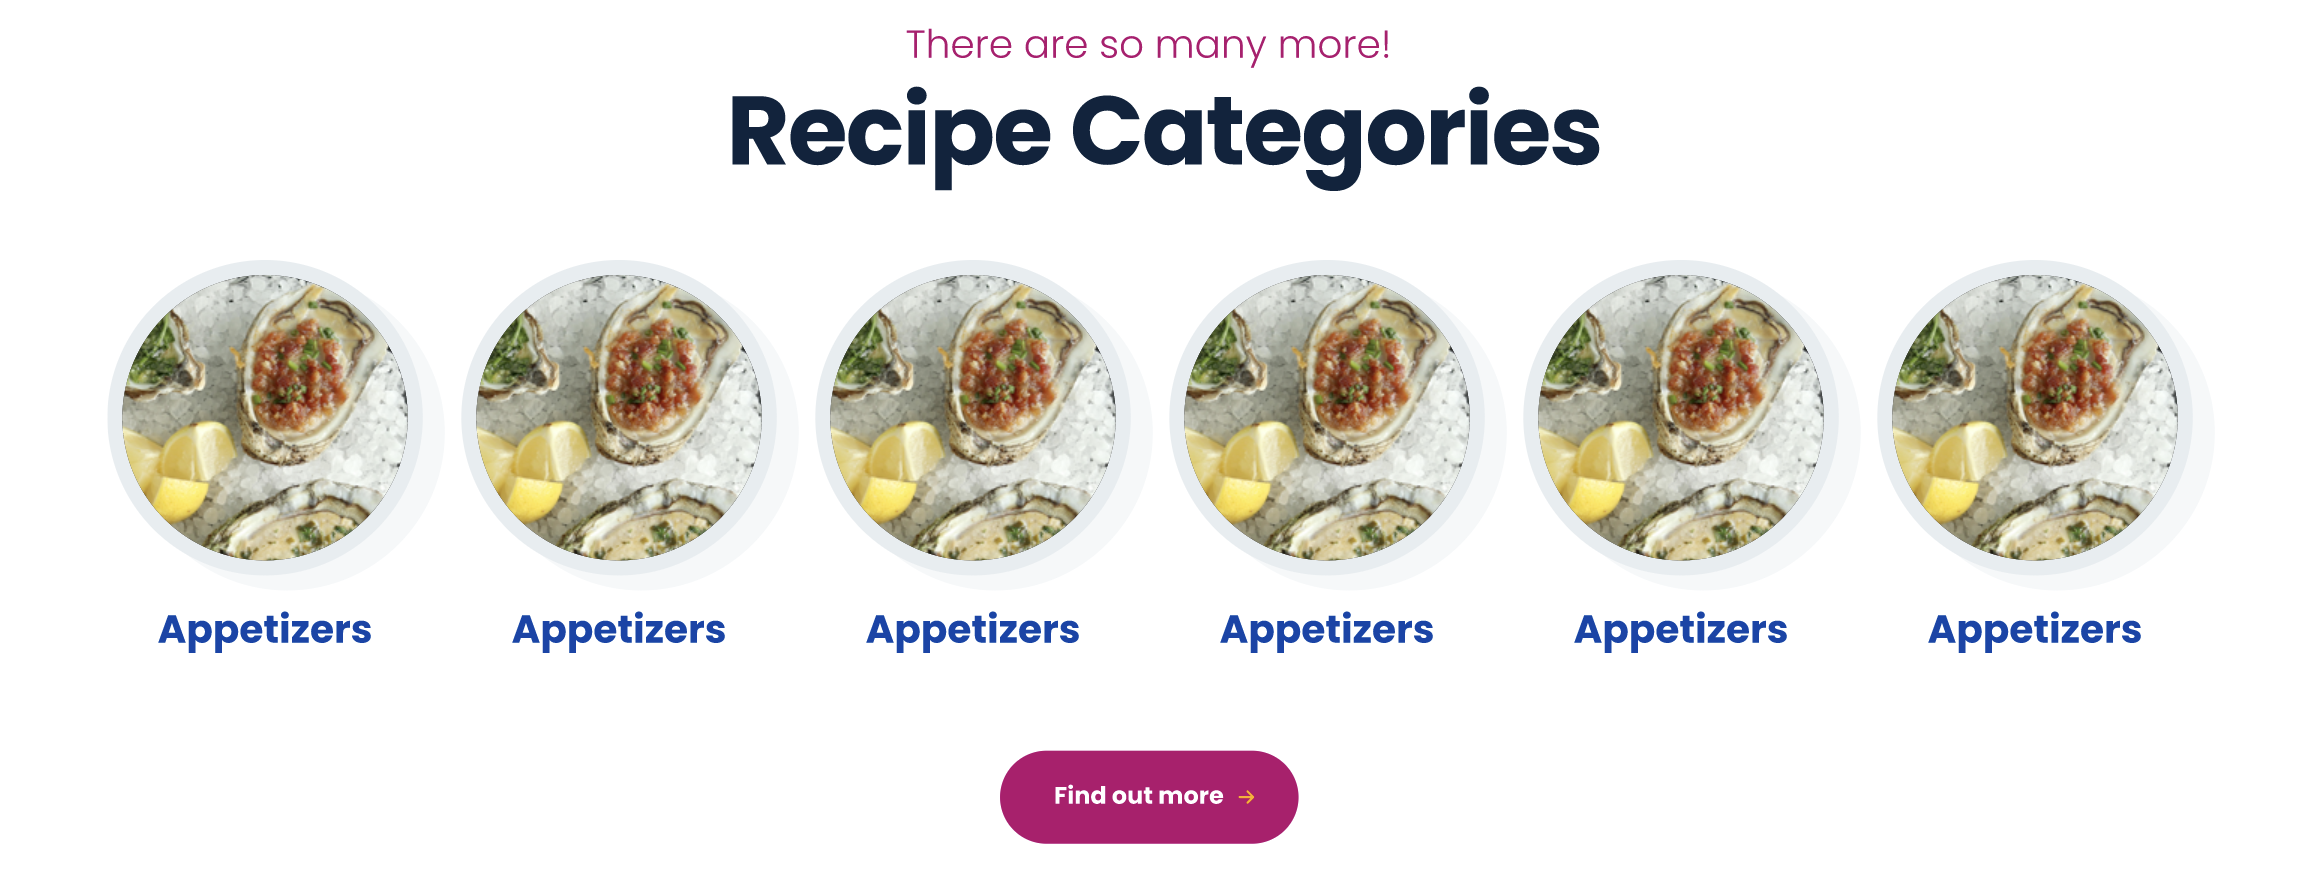 There are so many more!
Recipe Categories
Appetizers
Appetizers
Appetizers
Appetizers
Appetizers
Appetizers
Find out more →